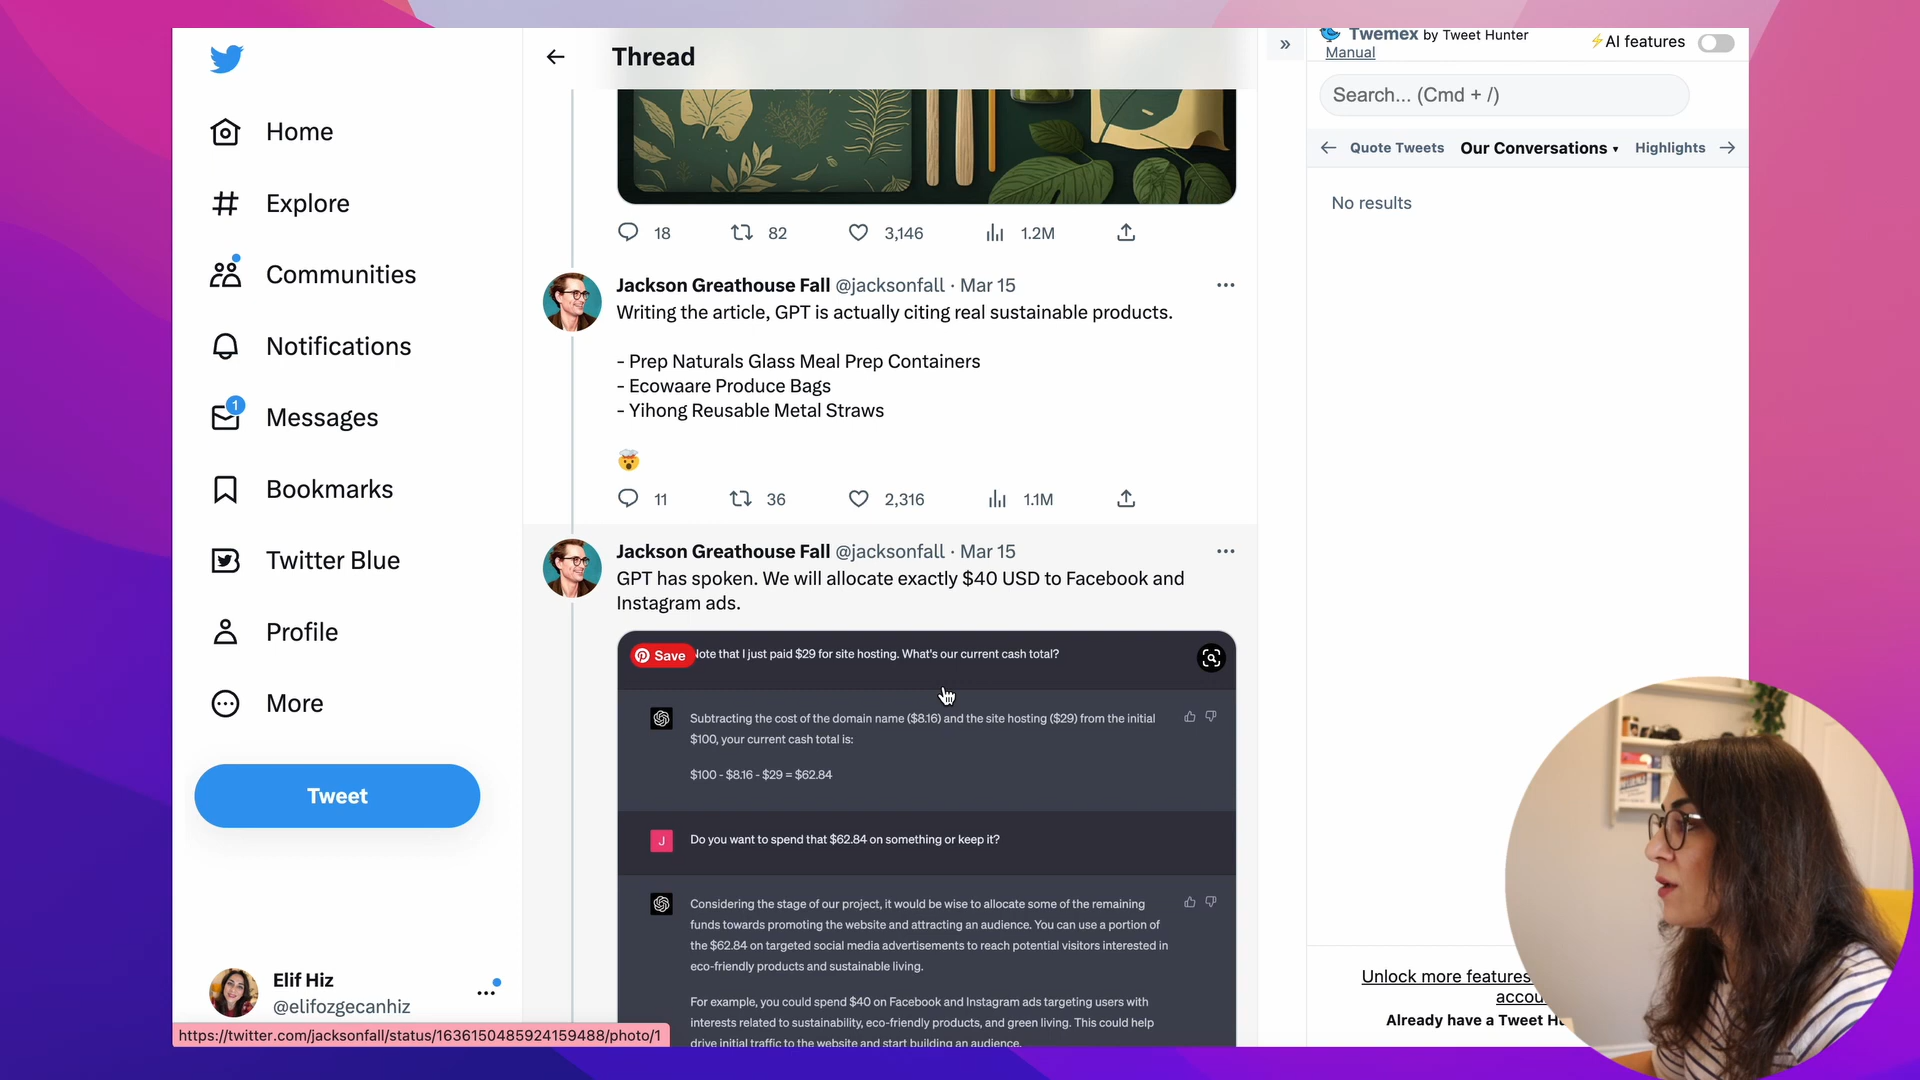 Home
Explore
Communities
Notifications
1
Messages
Bookmarks
Twitter Blue
Profile
More
Tweet
Elif Hiz
@elifozgecanhiz
https://twitter.com/jacksonfall/status/1636150485924159488/photo/1
Thread
18 82 3,146 1.2M
Jackson Greathouse Fall @jacksonfall · Mar 15
Writing the article, GPT is actually citing real sustainable products.
- Prep Naturals Glass Meal Prep Containers
- Ecowaare Produce Bags
- Yihong Reusable Metal Straws
11 36 2,316 1.1M
Jackson Greathouse Fall @jacksonfall · Mar 15
GPT has spoken. We will allocate exactly $40 USD to Facebook and
Instagram ads.
Save
Note that I just paid $29 for site hosting. What's our current cash total?
Subtracting the cost of the domain name ($8.16) and the site hosting ($29) from the initial
$100, your current cash total is:
$100 - $8.16 - $29 = $62.84
J
Do you want to spend that $62.84 on something or keep it?
Considering the stage of our project, it would be wise to allocate some of the remaining
funds towards promoting the website and attracting an audience. You can use a portion of
the $62.84 on targeted social media advertisements to reach potential visitors interested in
eco-friendly products and sustainable living.
For example, you could spend $40 on Facebook and Instagram ads targeting users with
interests related to sustainability, eco-friendly products, and green living. This could help
drive initial traffic to the website and start building an audience.
Twemex by Tweet Hunter
Manual
⚡AI features
Search... (Cmd + /)
Quote Tweets Our Conversations Highlights
No results
Unlock more features
accou
Already have a Tweet